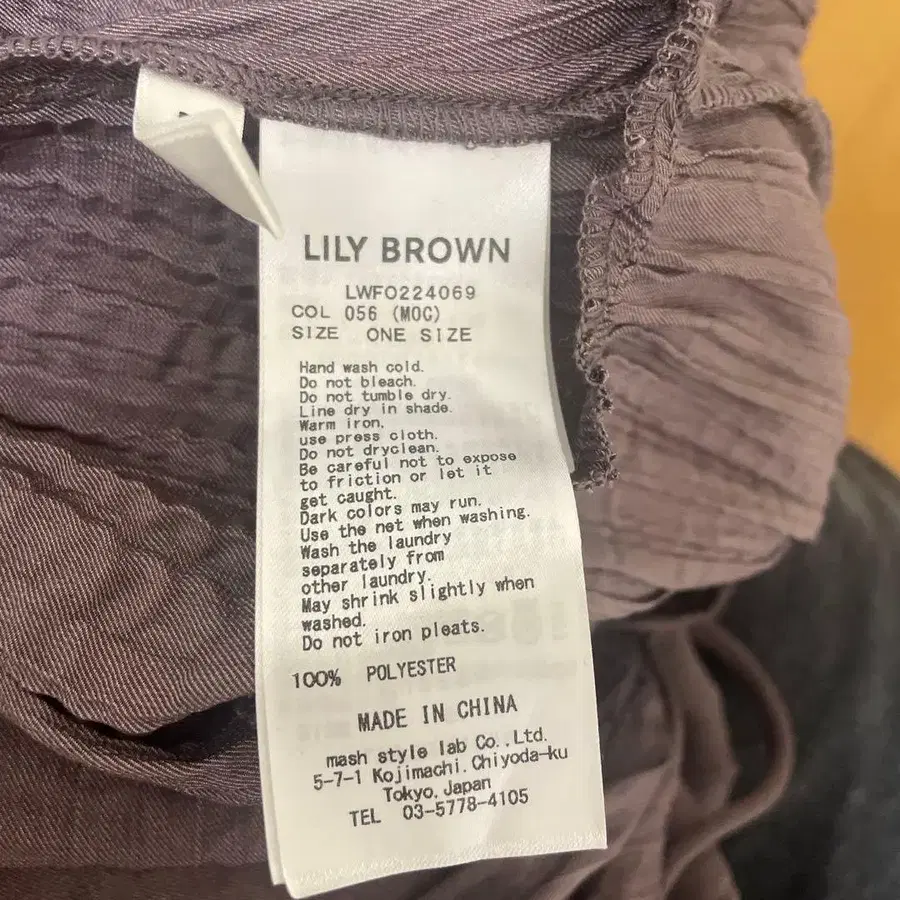 LILY BROWN
LWFO224069
COL 056 (MOC)
SIZE ONE SIZE
Hand wash cold.
Do not bleach.
Do not tumble dry.
Line dry in shade.
Warm iron,
use press cloth.
Do not dryclean.
Be careful not to expose
to friction or let it
get caught.
Dark colors may run.
Use the net when washing.
Wash the laundry
separately from
other laundry.
May shrink slightly when
washed.
Do not iron pleats.
100% POLYESTER
MADE IN CHINA
mash style lab Co.,Ltd.
5-7-1 Kojimachi,Chiyoda-ku
Tokyo,Japan
TEL 03-5778-4105